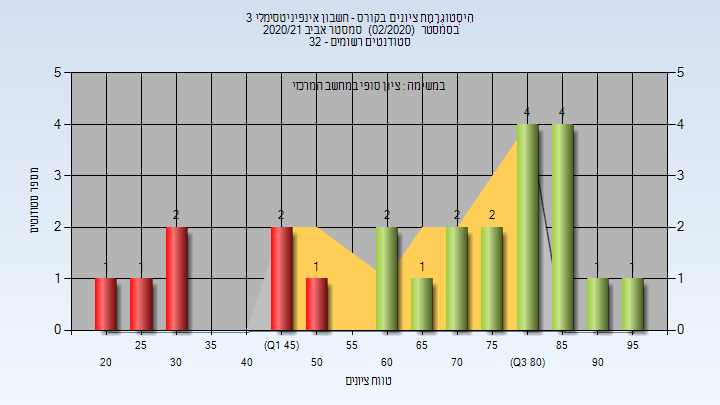 היסטוגרמת ציונים בקורס - חשבון אינפיניטסימלי 3
בסמסטר (02/2020) סמסטר אביב 2020/21
סטודנטים רשומים - 32
במשימה : ציון סופי במחשב המרכזי
מספר סטודנטים
5 5
4 4
3 3
2 2
1 1
0 0
1 1 2 2 1 2 1 2 2 4 4 1 1
25 35 (Q1 45) 55 65 75 85 95
20 30 40 50 60 70 (Q3 80) 90
טווח ציונים